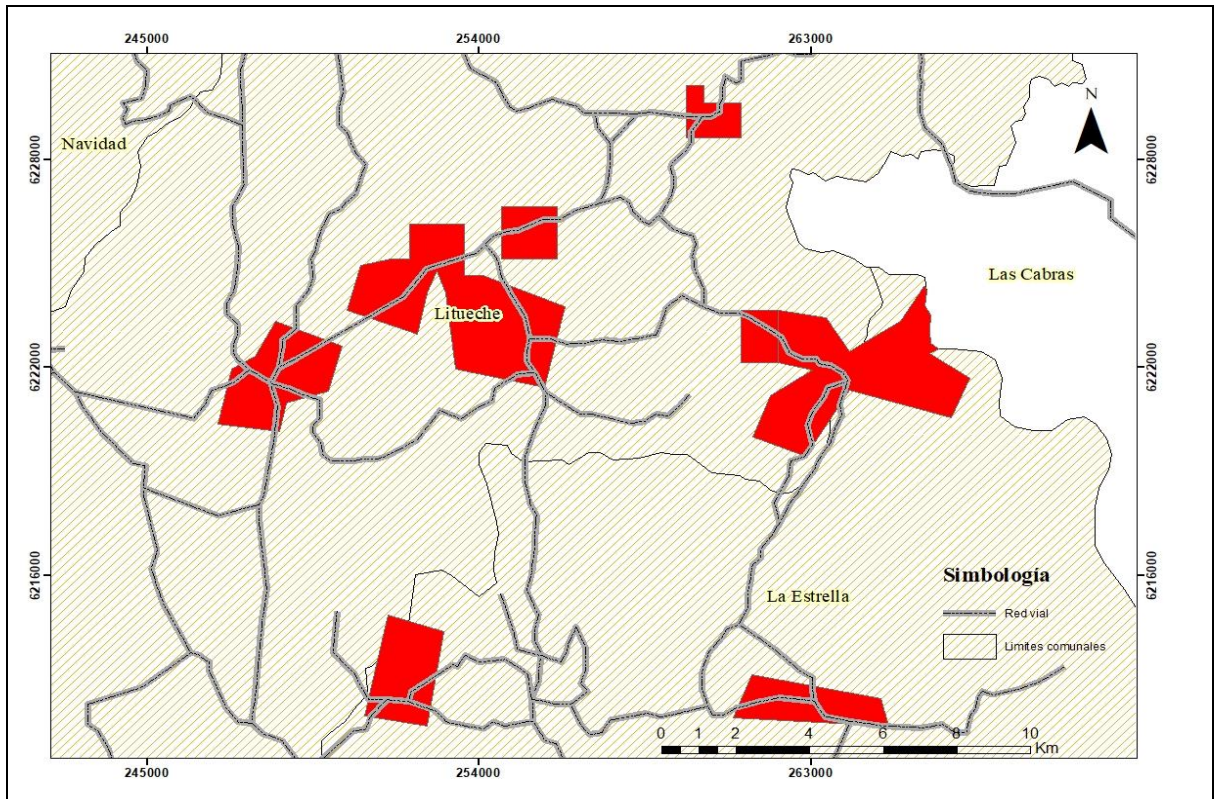 245000 254000 263000
N
Navidad
6228000 6228000
Las Cabras
Litueche
6222000 6222000
6216000 6216000
Simbología
La Estrella
Red vial
Limites comunales
0 1 2 4 6 8 10
Km
245000 254000 263000